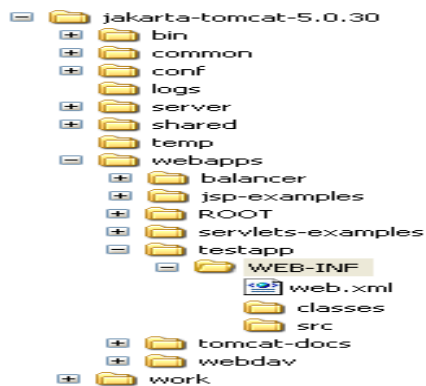 jakarta-tomcat-5.0.30
bin
common
conf
logs
server
shared
temp
webapps
balancer
jsp-examples
ROOT
servlets-examples
testapp
WEB-INF
web.xml
classes
src
tomcat-docs
webdav
work